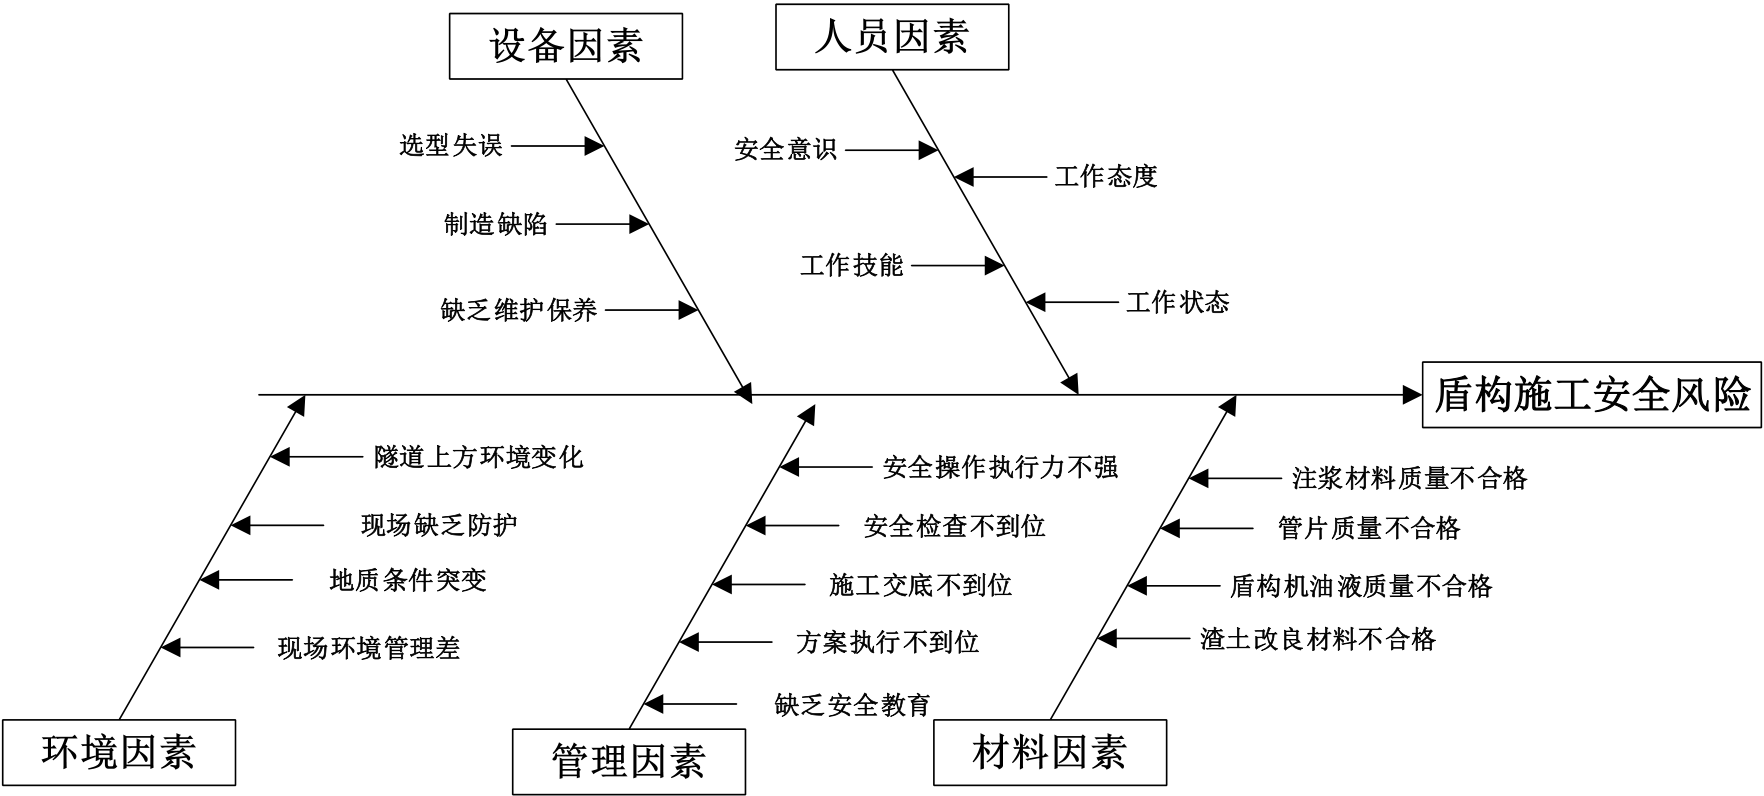 设备因素
人员因素
选型失误
安全意识
工作态度
制造缺陷
工作技能
缺乏维护保养
工作状态
盾构施工安全风险
隧道上方环境变化
安全操作执行力不强
注浆材料质量不合格
现场缺乏防护
安全检查不到位
管片质量不合格
地质条件突变
施工交底不到位
盾构机油液质量不合格
现场环境管理差
方案执行不到位
渣土改良材料不合格
缺乏安全教育
环境因素
管理因素
材料因素